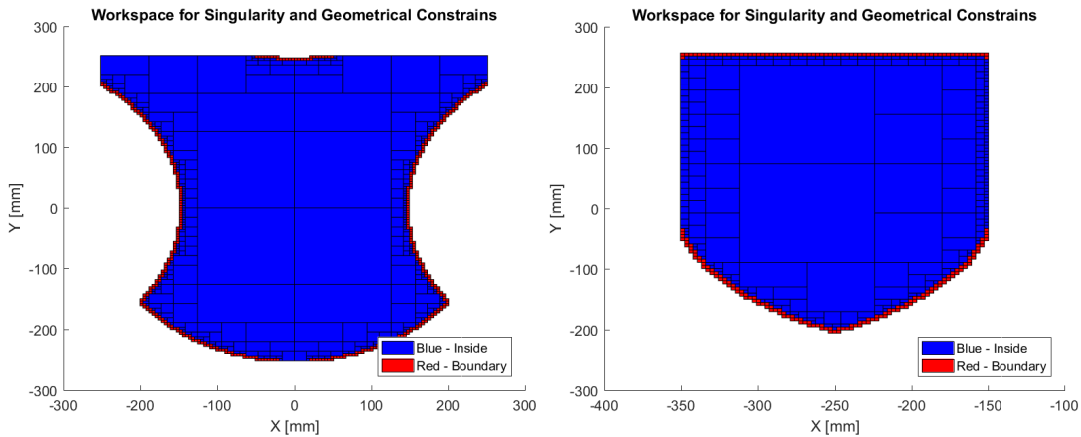 Workspace for Singularity and Geometrical Constrains
300
200
100
0
-100
-200
-300
Y [mm]
-300
-200
-100
0
100
200
300
X [mm]
Blue - Inside
Red - Boundary
Workspace for Singularity and Geometrical Constrains
300
200
100
0
-100
-200
-300
Y [mm]
-400
-350
-300
-250
-200
-150
-100
X [mm]
Blue - Inside
Red - Boundary